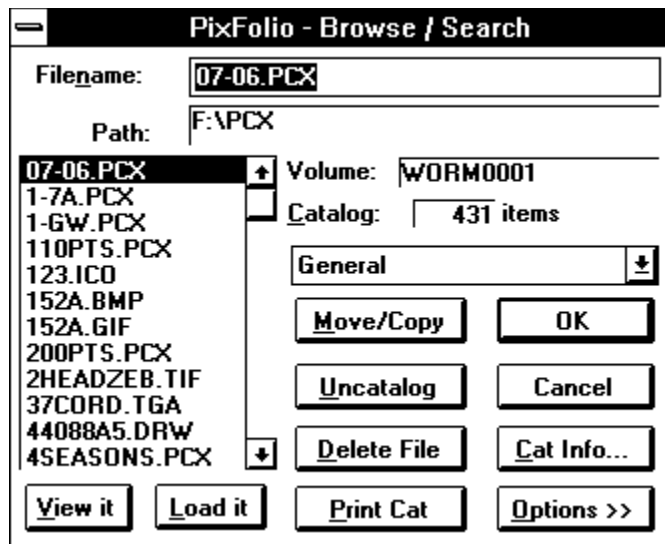 PixFolio - Browse / Search
Filename: 07-06.PCX
Path: F:\PCX
07-06.PCX
1-7A.PCX
1-GW.PCX
110PTS.PCX
123.ICO
152A.BMP
152A.GIF
200PTS.PCX
2HEADZEB.TIF
37CORD.TGA
44088A5.DRW
4SEASONS.PCX
Volume: WORM0001
Catalog: 431 items
General
Move/Copy OK
Uncatalog Cancel
Delete File Cat Info...
View it Load it Print Cat Options >>